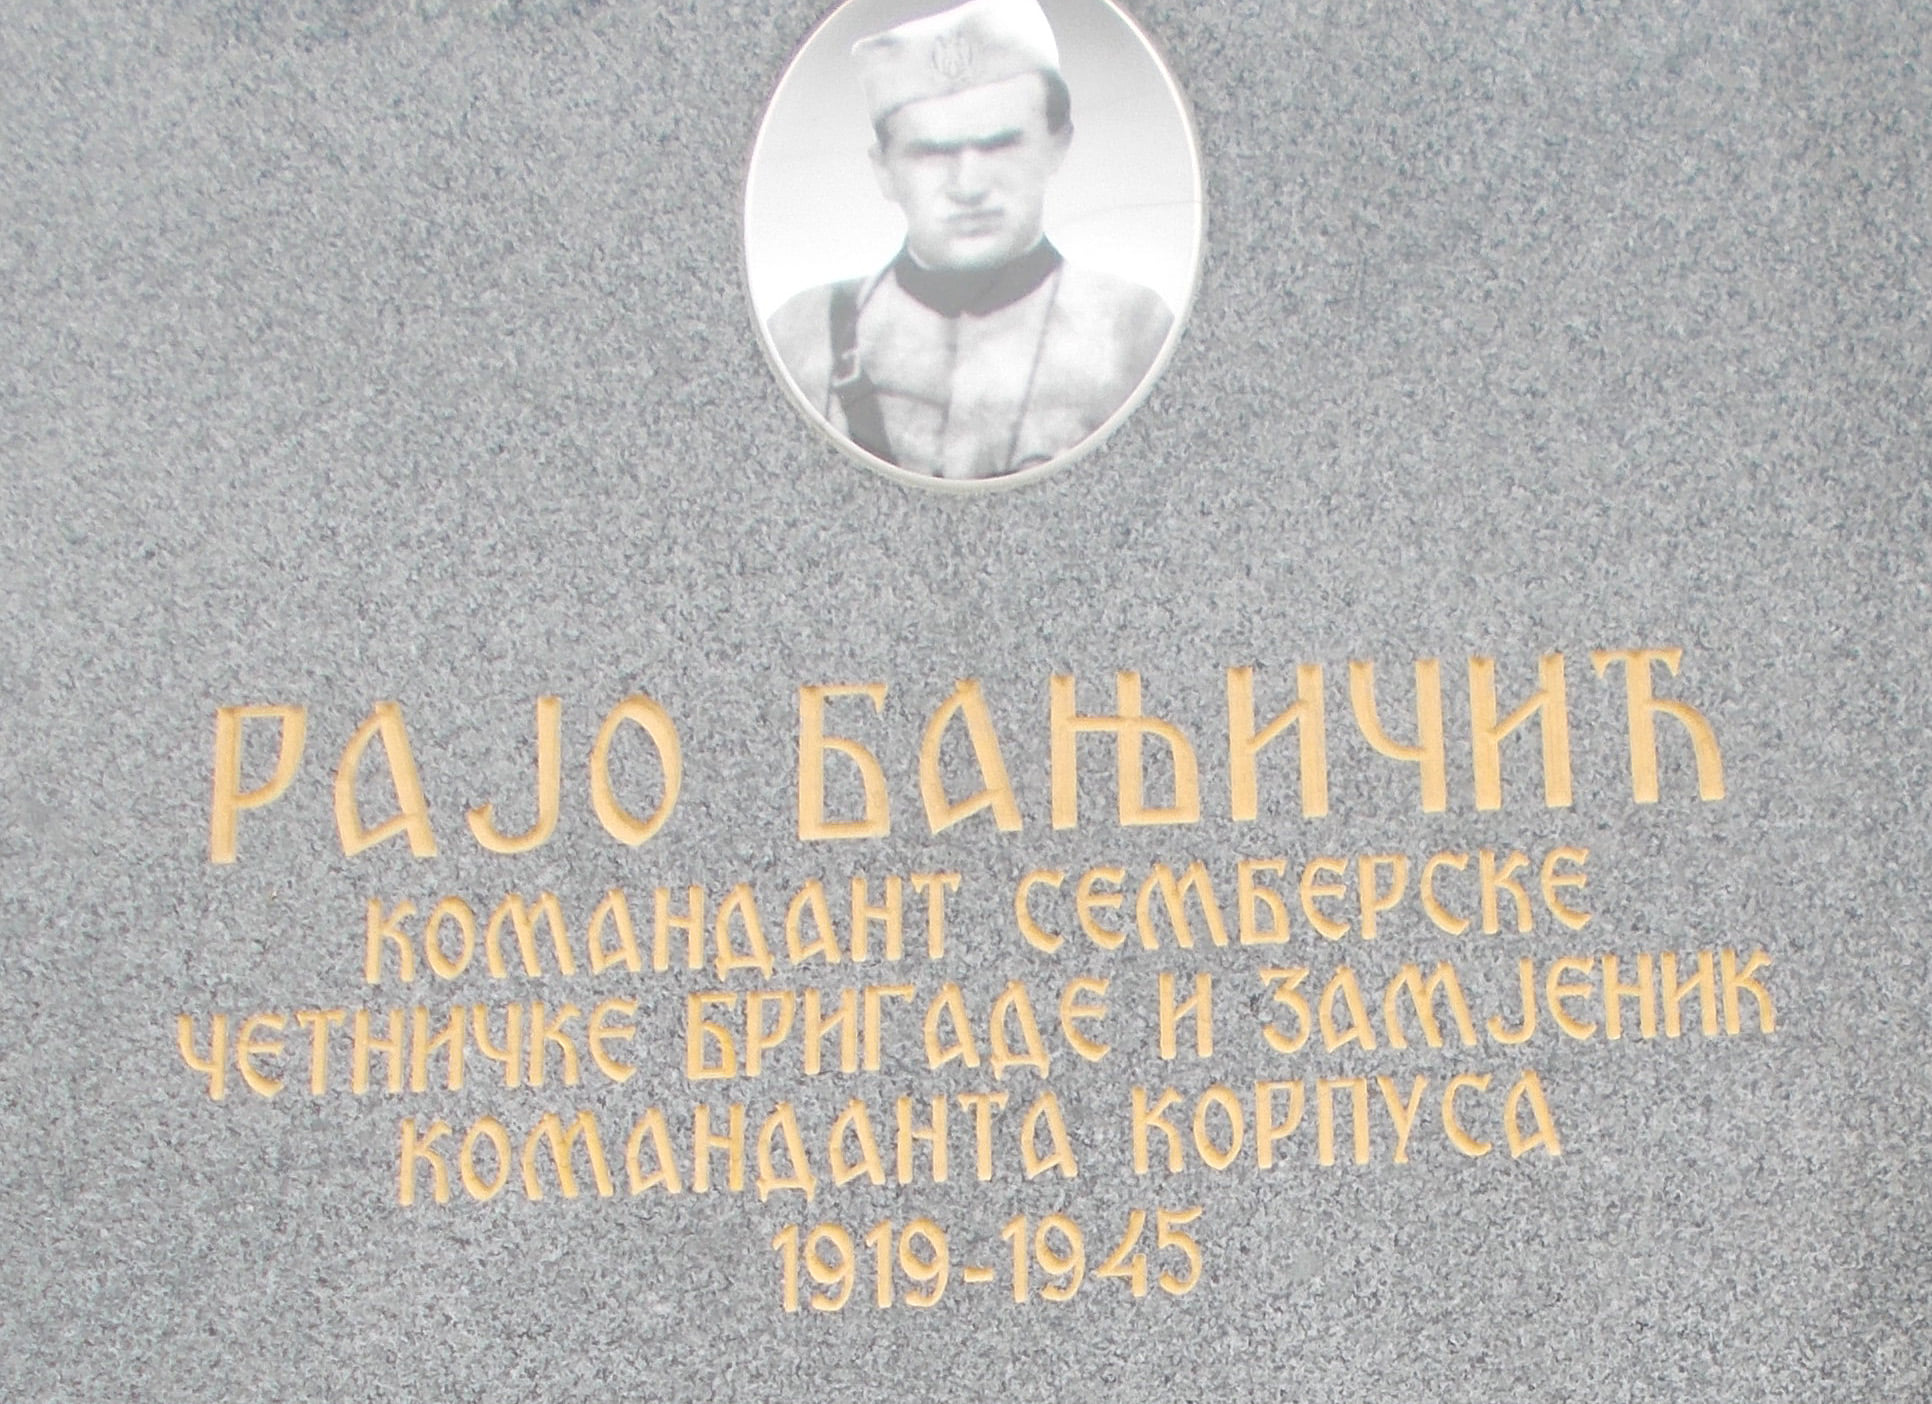 РАЈО БАЊИЧИЋ
КОМАНДАНТ СЕМБЕРСКЕ
ЧЕТНИЧКЕ БРИГАДЕ И ЗАМЈЕНИК
КОМАНДАНТА КОРПУСА
1919-1945